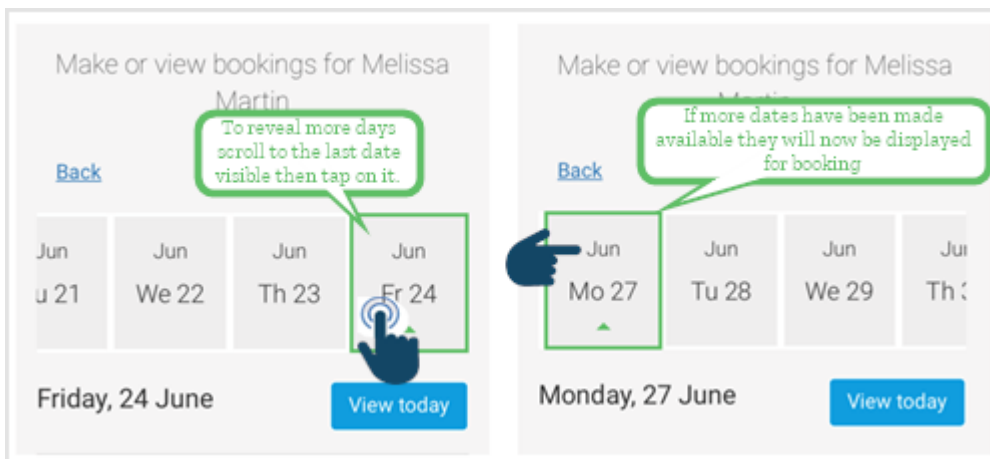 Make or view bookings for Melissa
Martin
To reveal more days
scroll to the last date
visible then tap on it.
Back
Jun Jun Jun Jun
u 21 We 22 Th 23 Fr 24
Friday, 24 June
View today
Make or view bookings for Melissa
If more dates have been made
available they will now be displayed
for booking
Back
Jun Jun Jun Ju
Mo 27 Tu 28 We 29 Th
Monday, 27 June
View today